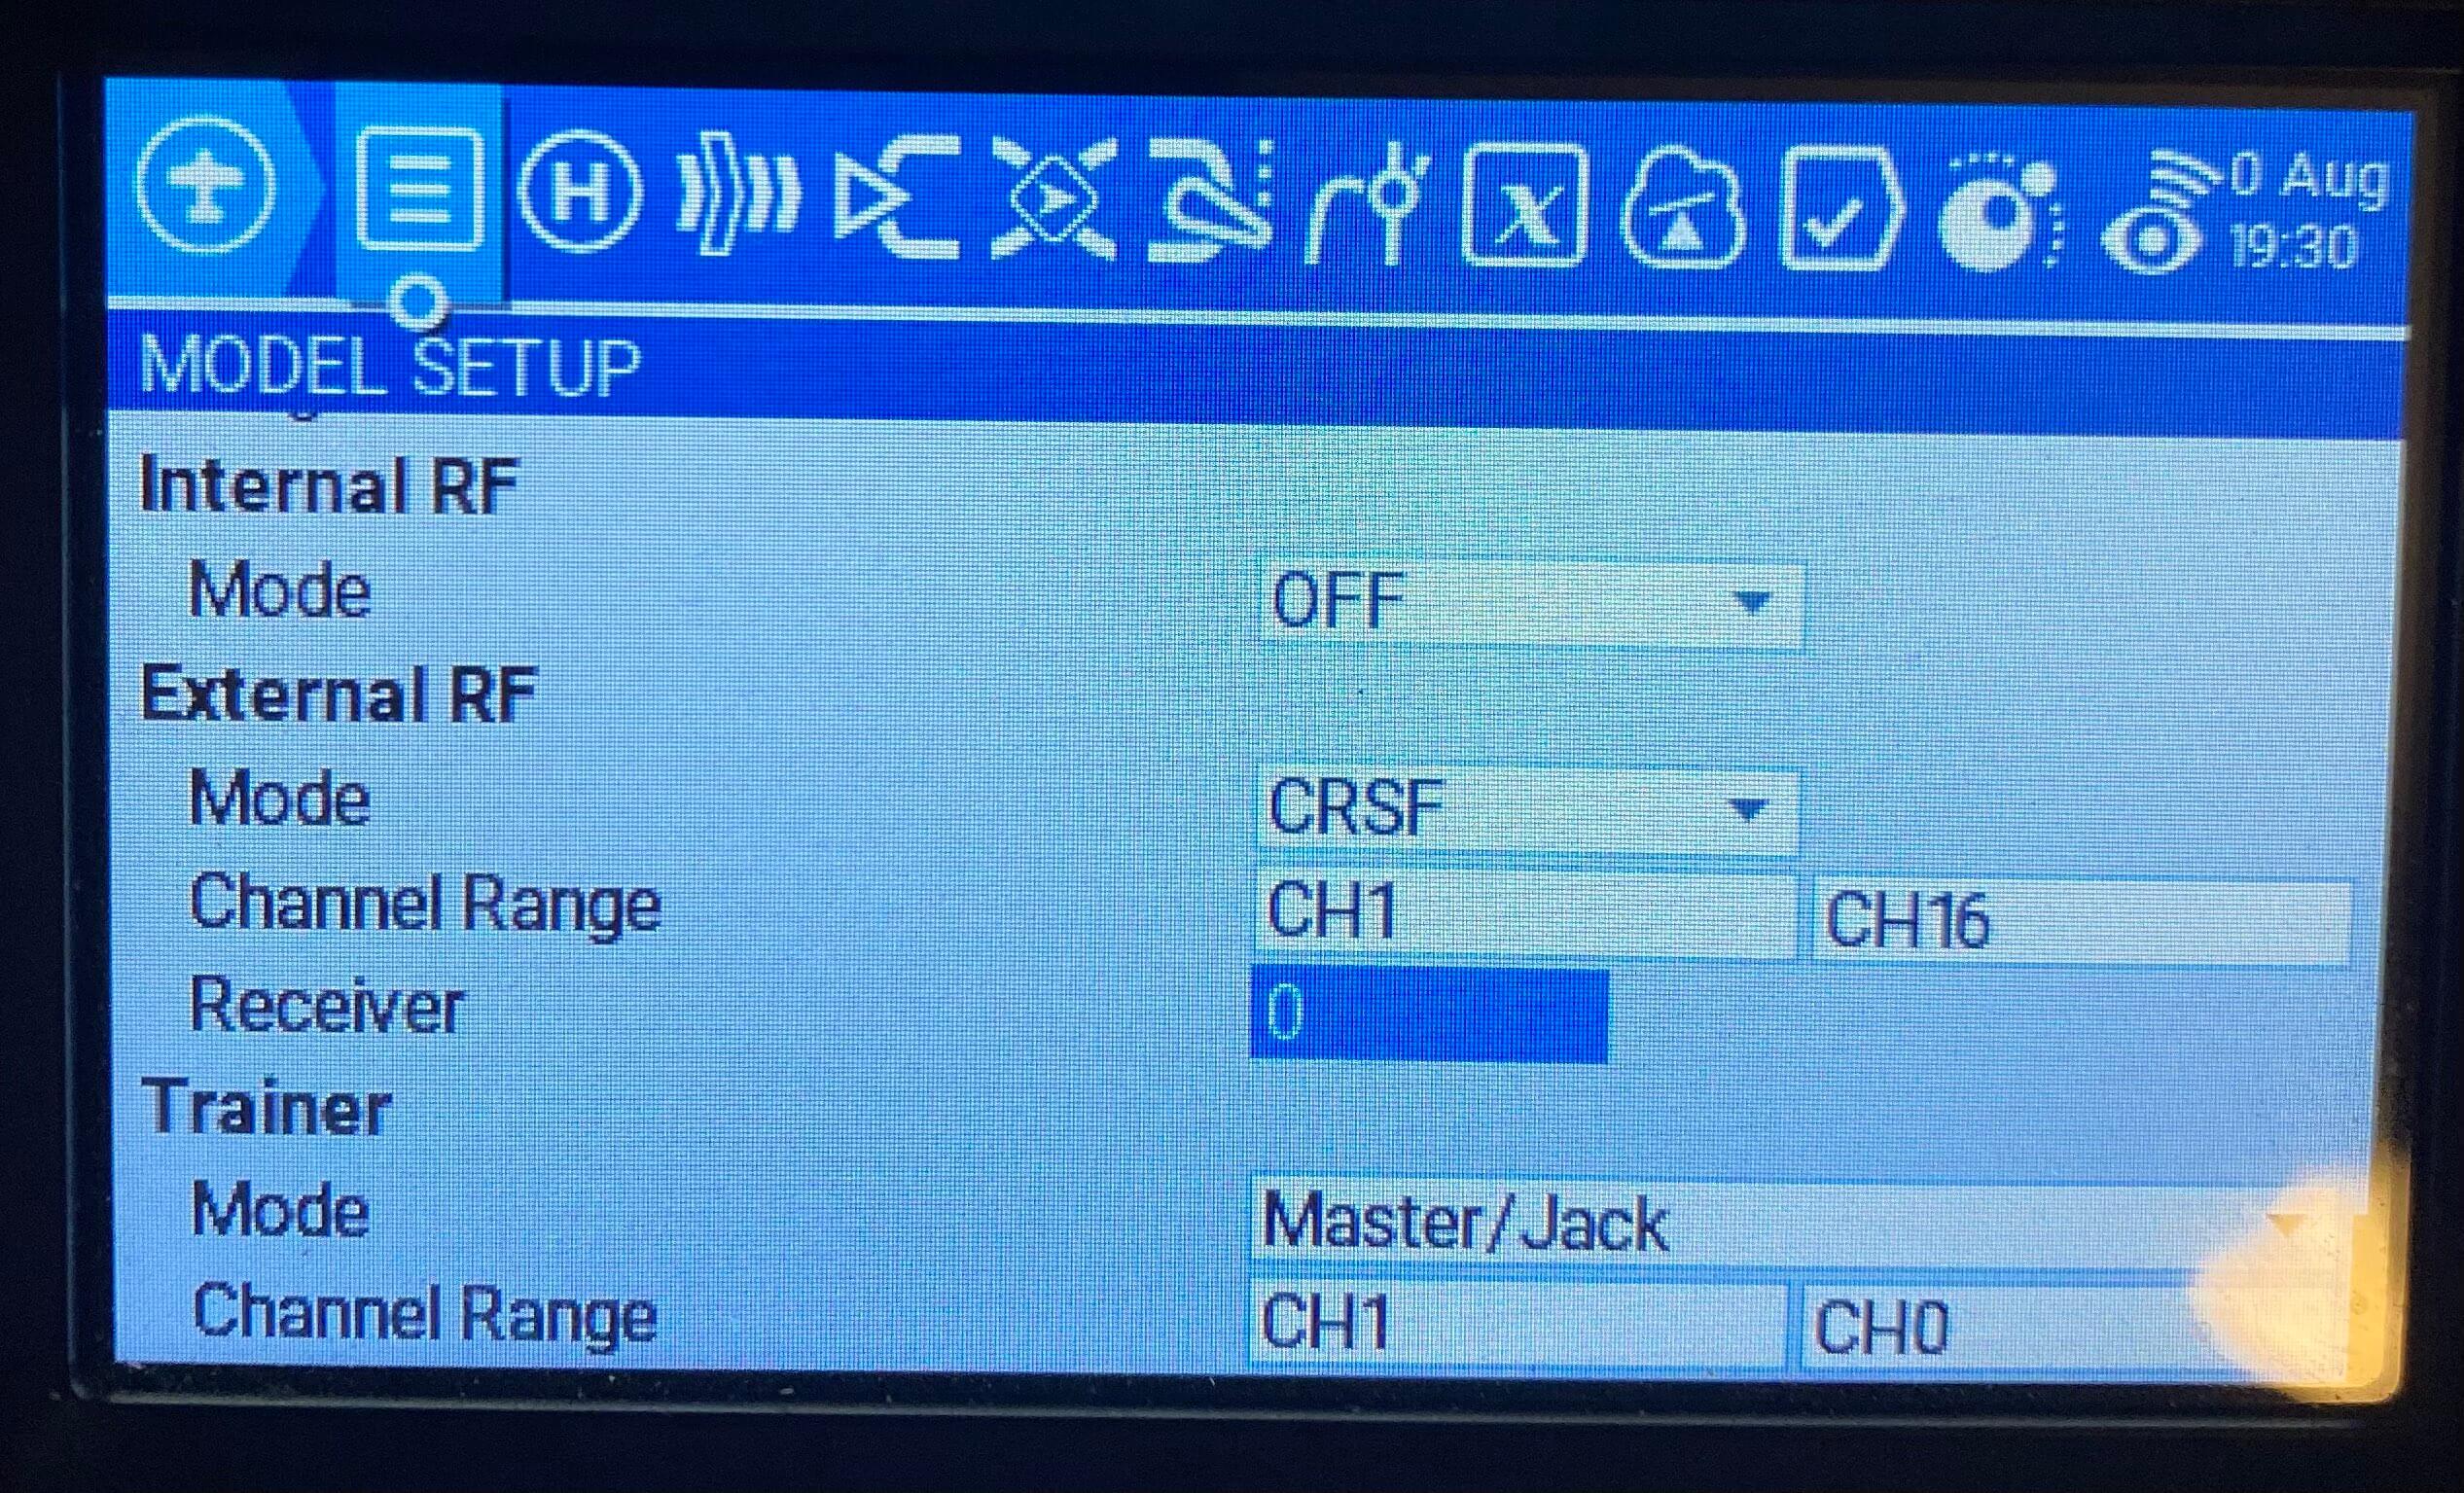 H
x
0 Aug
19:30
MODEL SETUP
Internal RF
Mode OFF
External RF
Mode CRSF
Channel Range CH1 CH16
Receiver 0
Trainer
Mode Master/Jack
Channel Range CH1 CH0